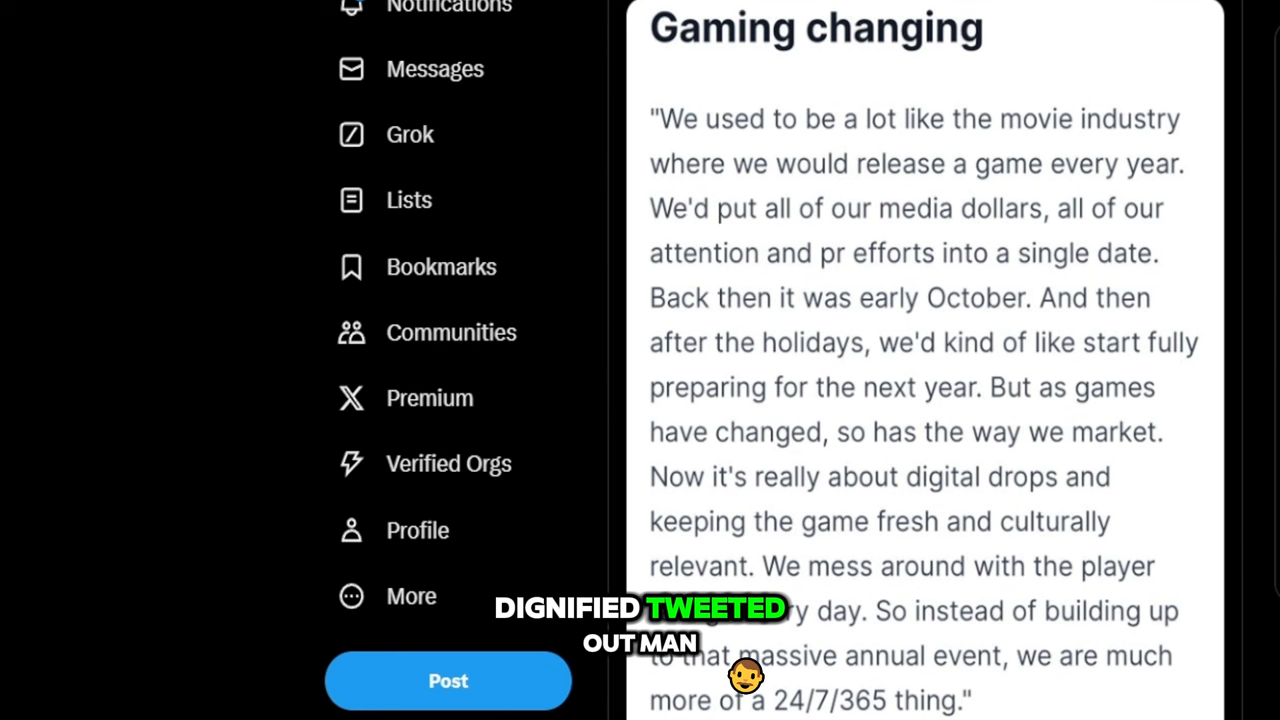 Notifications
Messages
Grok
Lists
Bookmarks
Communities
Premium
Verified Orgs
Profile
More
Post
Gaming changing
"We used to be a lot like the movie industry
where we would release a game every year.
We'd put all of our media dollars, all of our
attention and pr efforts into a single date.
Back then it was early October. And then
after the holidays, we'd kind of like start fully
preparing for the next year. But as games
have changed, so has the way we market.
Now it's really about digital drops and
keeping the game fresh and culturally
relevant. We mess around with the player
day. So instead of building up
to that massive annual event, we are much
more of a 24/7/365 thing."
DIGNIFIED TWEETED
OUT MAN